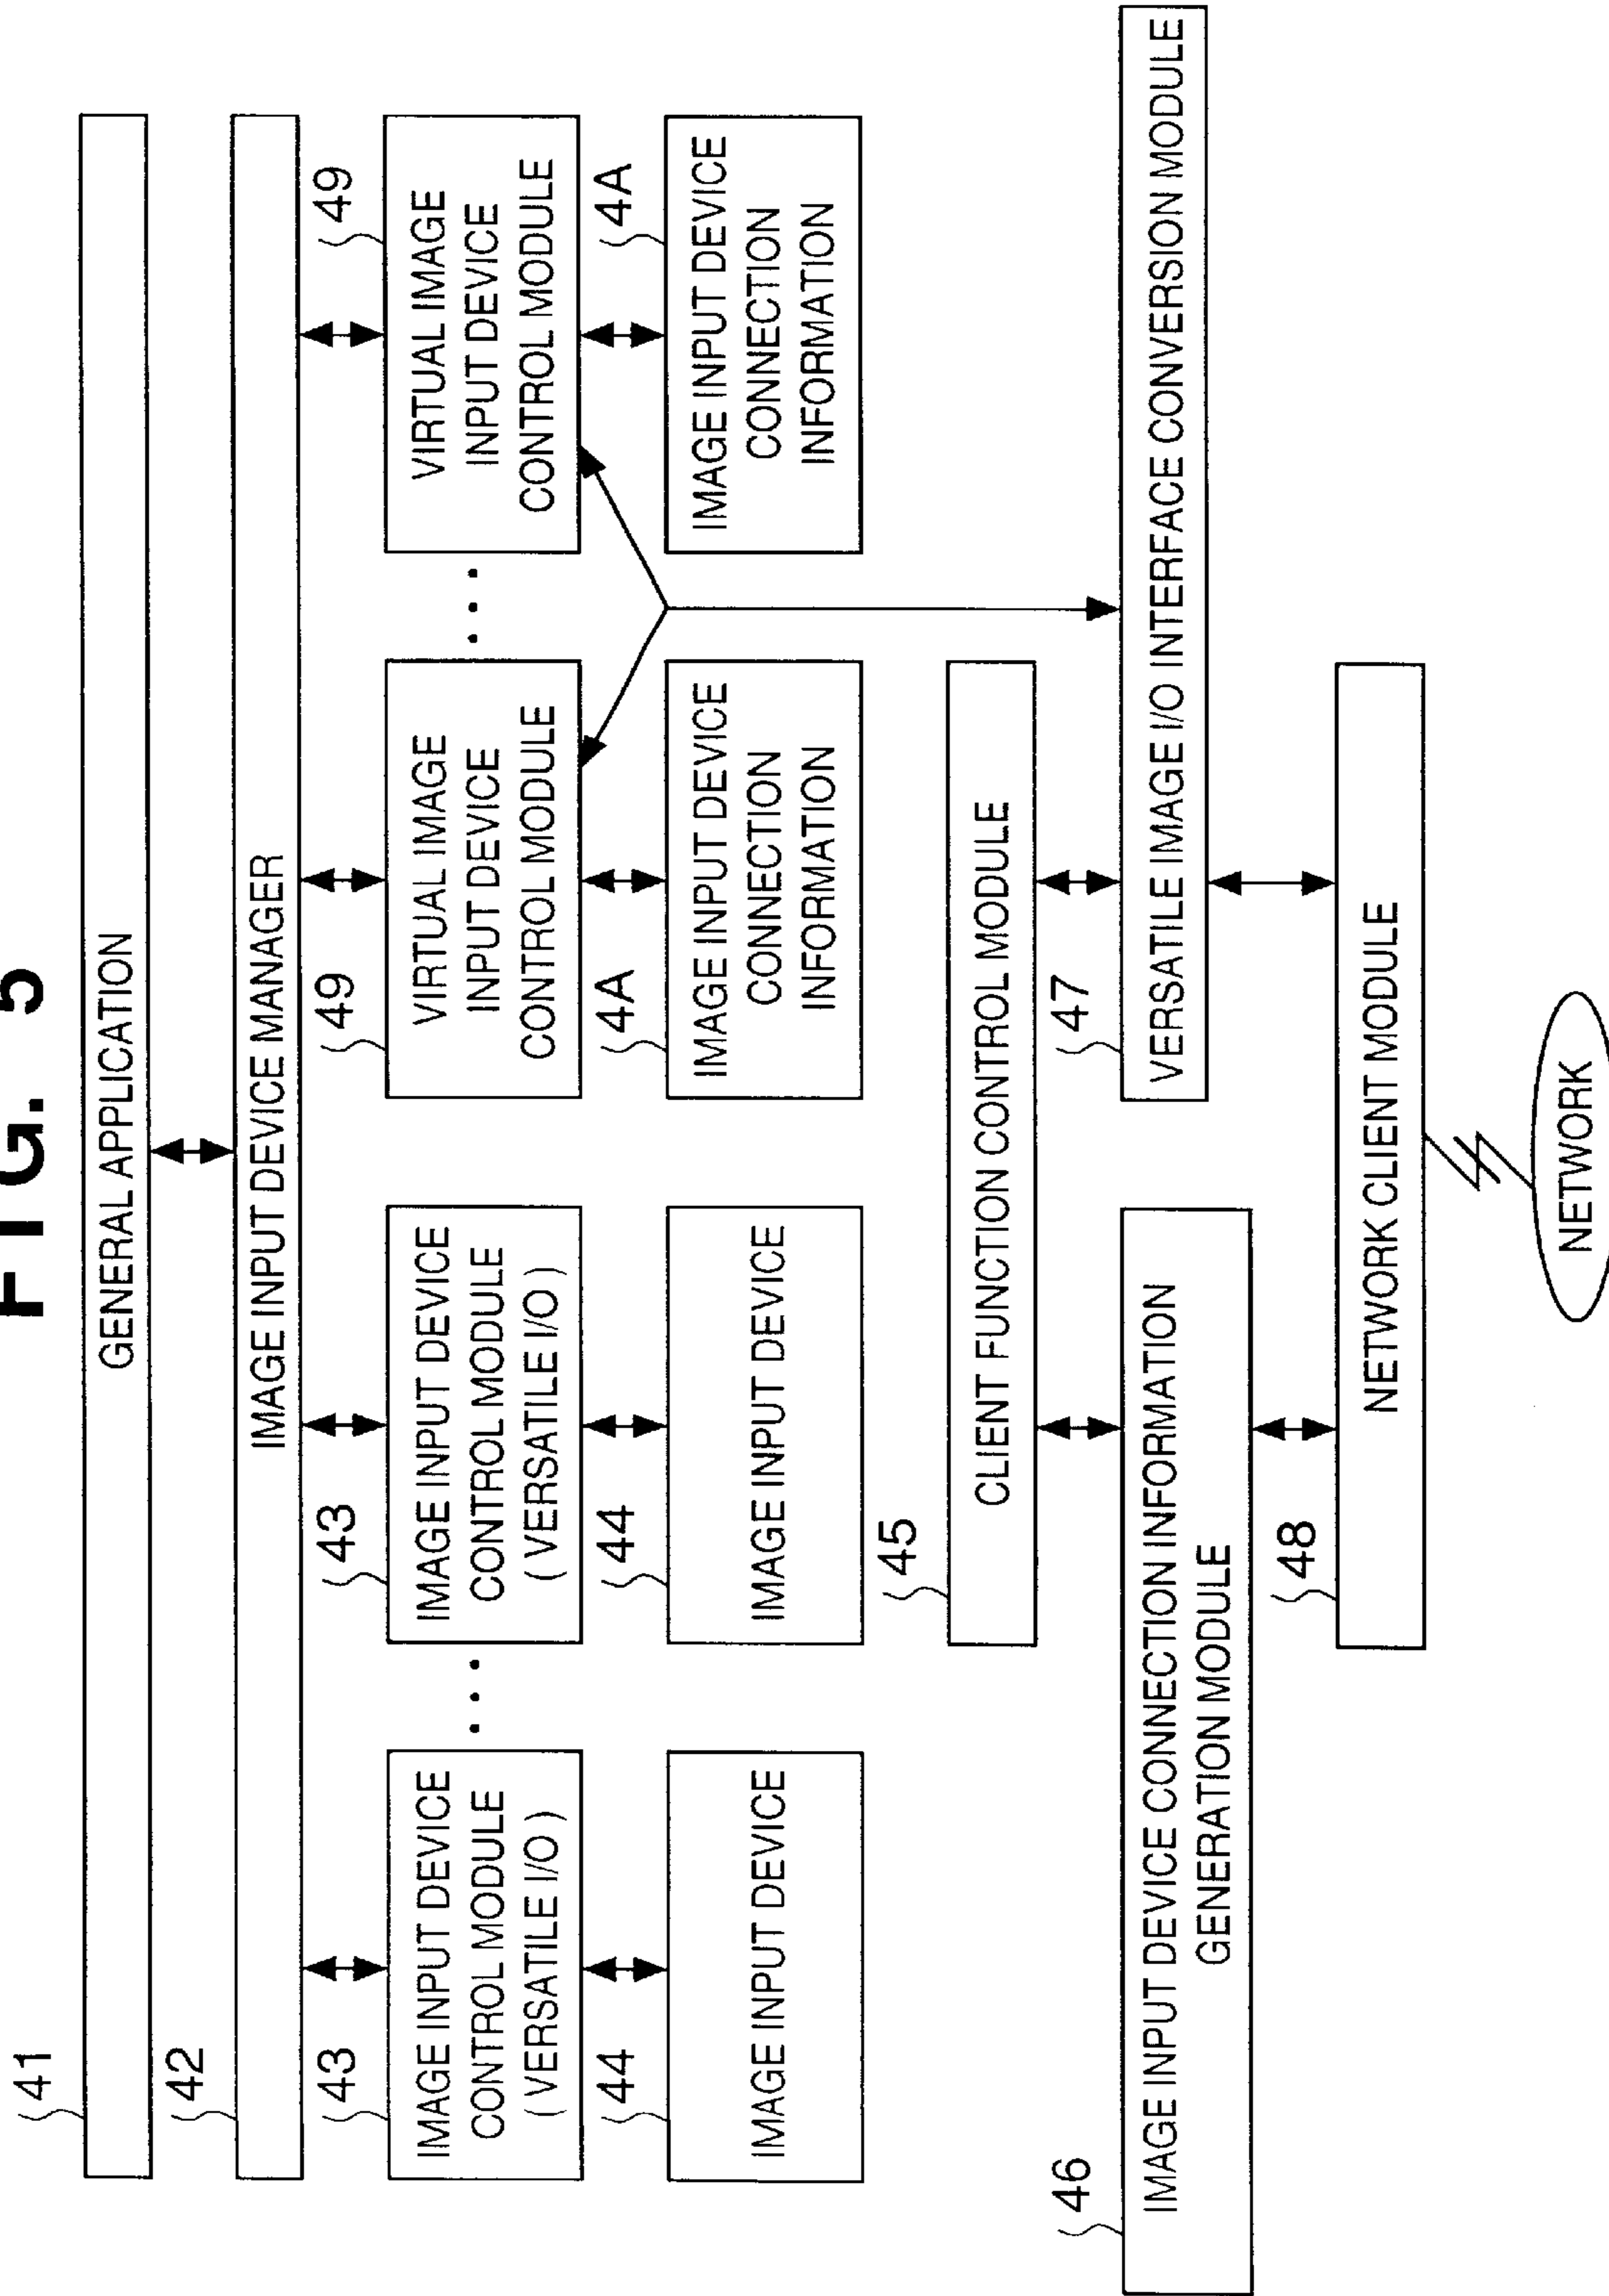 FIG. 5
41
GENERAL APPLICATION
42
IMAGE INPUT DEVICE MANAGER
43
IMAGE INPUT DEVICE
CONTROL MODULE
( VERSATILE I/O )
. . .
43
IMAGE INPUT DEVICE
CONTROL MODULE
( VERSATILE I/O )
49
VIRTUAL IMAGE
INPUT DEVICE
CONTROL MODULE
. . .
49
VIRTUAL IMAGE
INPUT DEVICE
CONTROL MODULE
44
IMAGE INPUT DEVICE
44
IMAGE INPUT DEVICE
4A
IMAGE INPUT DEVICE
CONNECTION
INFORMATION
4A
IMAGE INPUT DEVICE
CONNECTION
INFORMATION
45
CLIENT FUNCTION CONTROL MODULE
46
IMAGE INPUT DEVICE CONNECTION INFORMATION
GENERATION MODULE
47
VERSATILE IMAGE I/O INTERFACE CONVERSION MODULE
48
NETWORK CLIENT MODULE
NETWORK